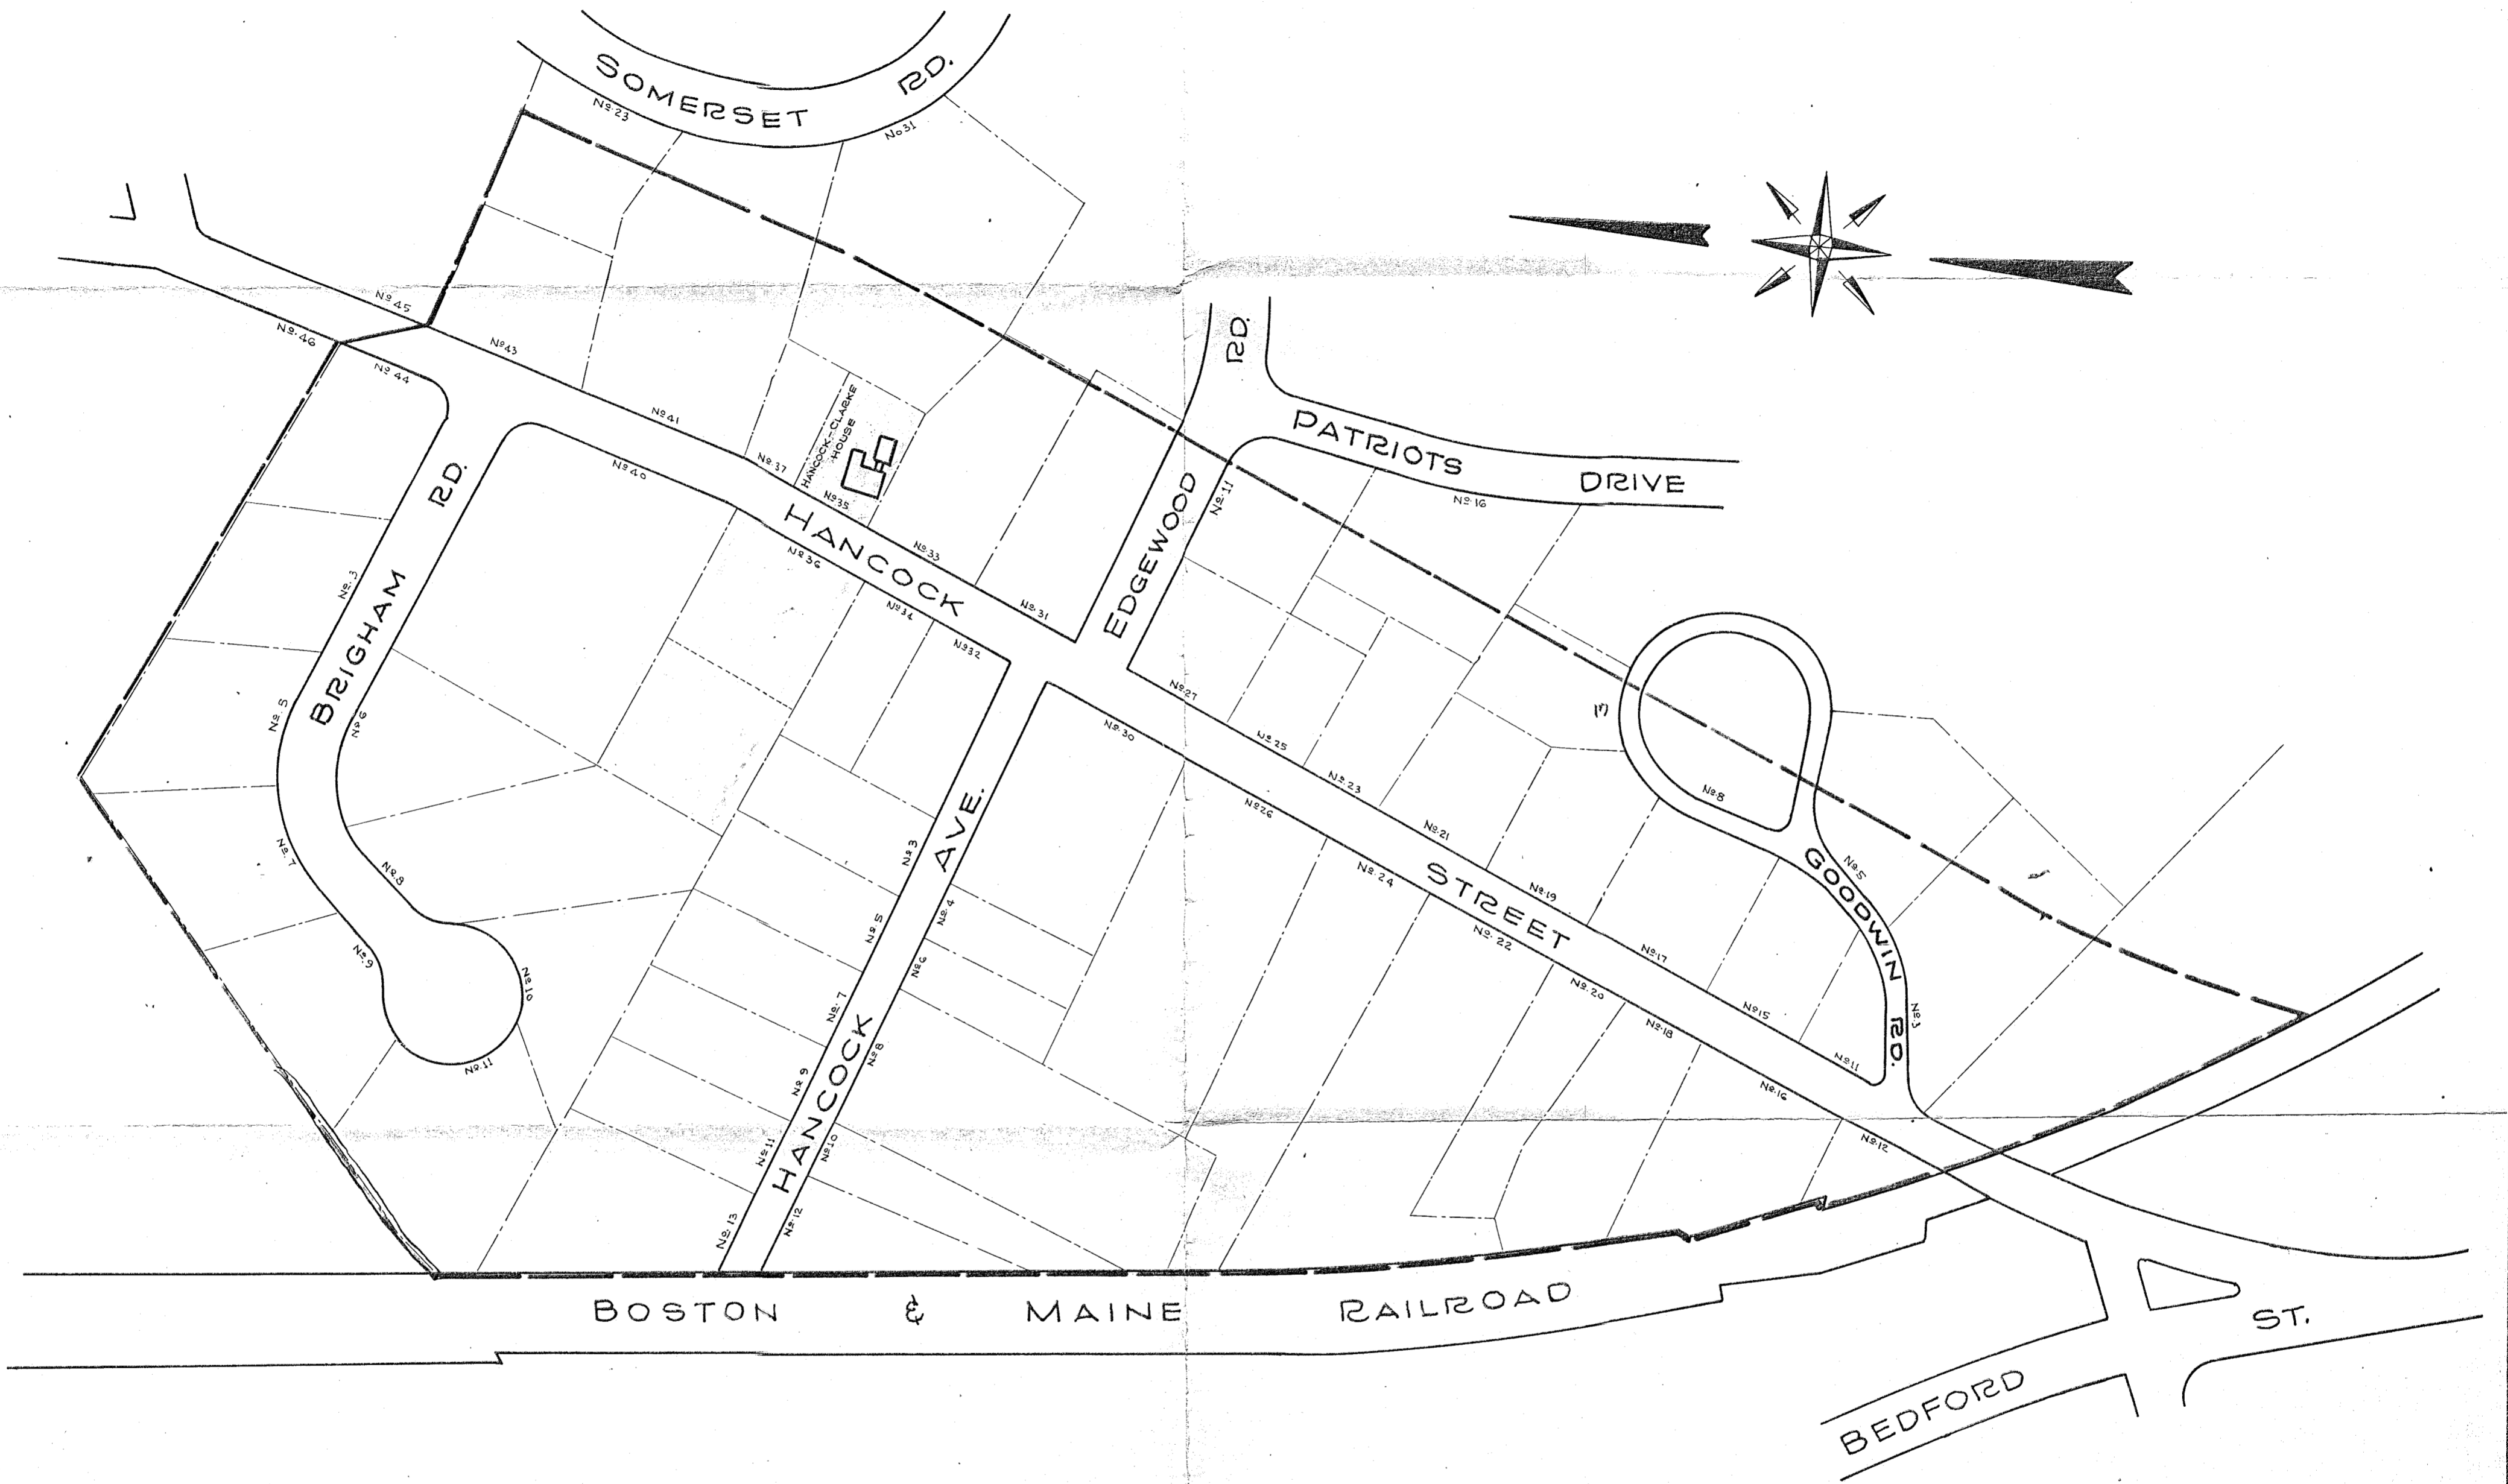 SOMERSET RD.
No. 23
No 31
No 45
No. 46
No 43
No 44
No 41
No 40
No. 37
HANCOCK-CLARKE
HOUSE
No. 35
No. 33
No 31
HANCOCK STREET
No 36
No. 34
No 32
No. 30
No 27
No 26
No. 25
No. 24
No. 23
No. 22
No. 21
No. 20
No. 19
No. 18
No. 17
No. 16
No. 15
No. 12
No. 11
EDGEWOOD RD.
No. 11
PATRIOTS DRIVE
No. 16
BRIGHAM RD.
No. 3
No. 5
No 6
No. 7
No. 8
No. 9
No 10
No. 11
HANCOCK AVE.
No 3
No. 4
No. 5
No 6
No. 7
No 8
No 9
No 10
No. 11
No. 12
No. 13
GOODWIN RD.
No. 8
No. 5
No. 3
BOSTON & MAINE RAILROAD
BEDFORD ST.